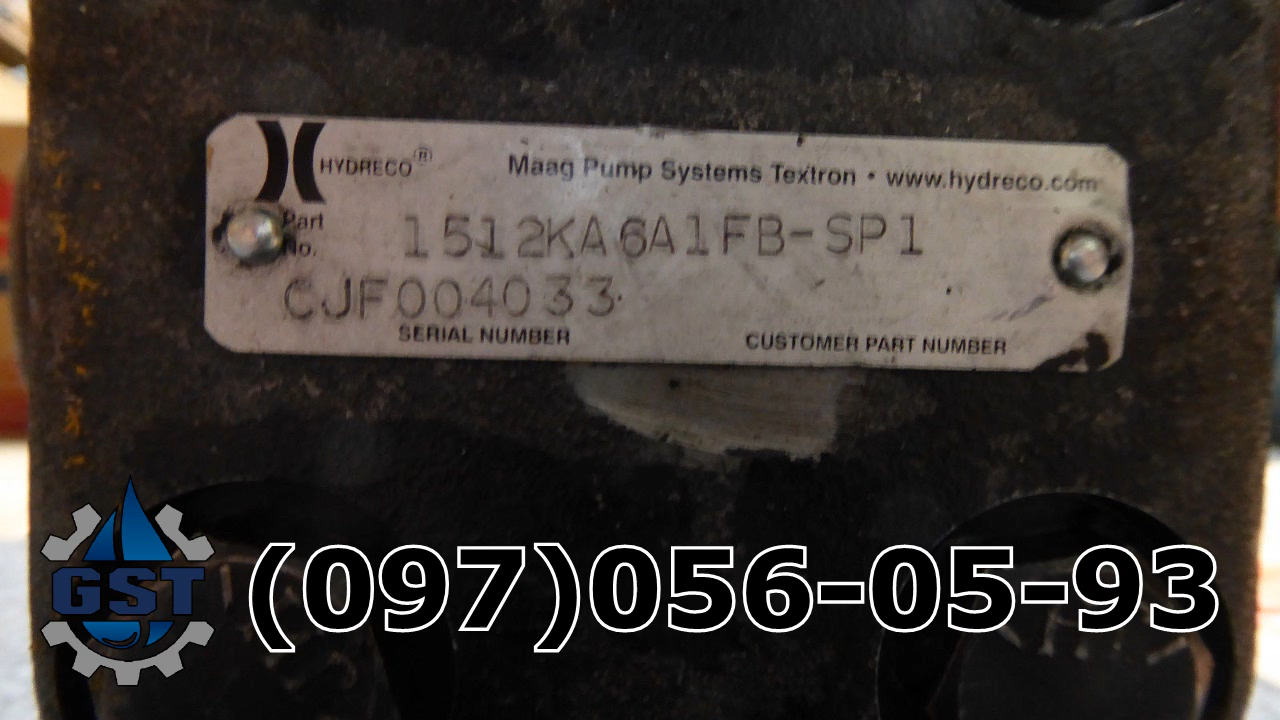 HYDRECO® Maag Pump Systems Textron • www.hydreco.com
Part No. 1512KA6A1FB-SP1
CJF004033
SERIAL NUMBER CUSTOMER PART NUMBER
GST (097)056-05-93